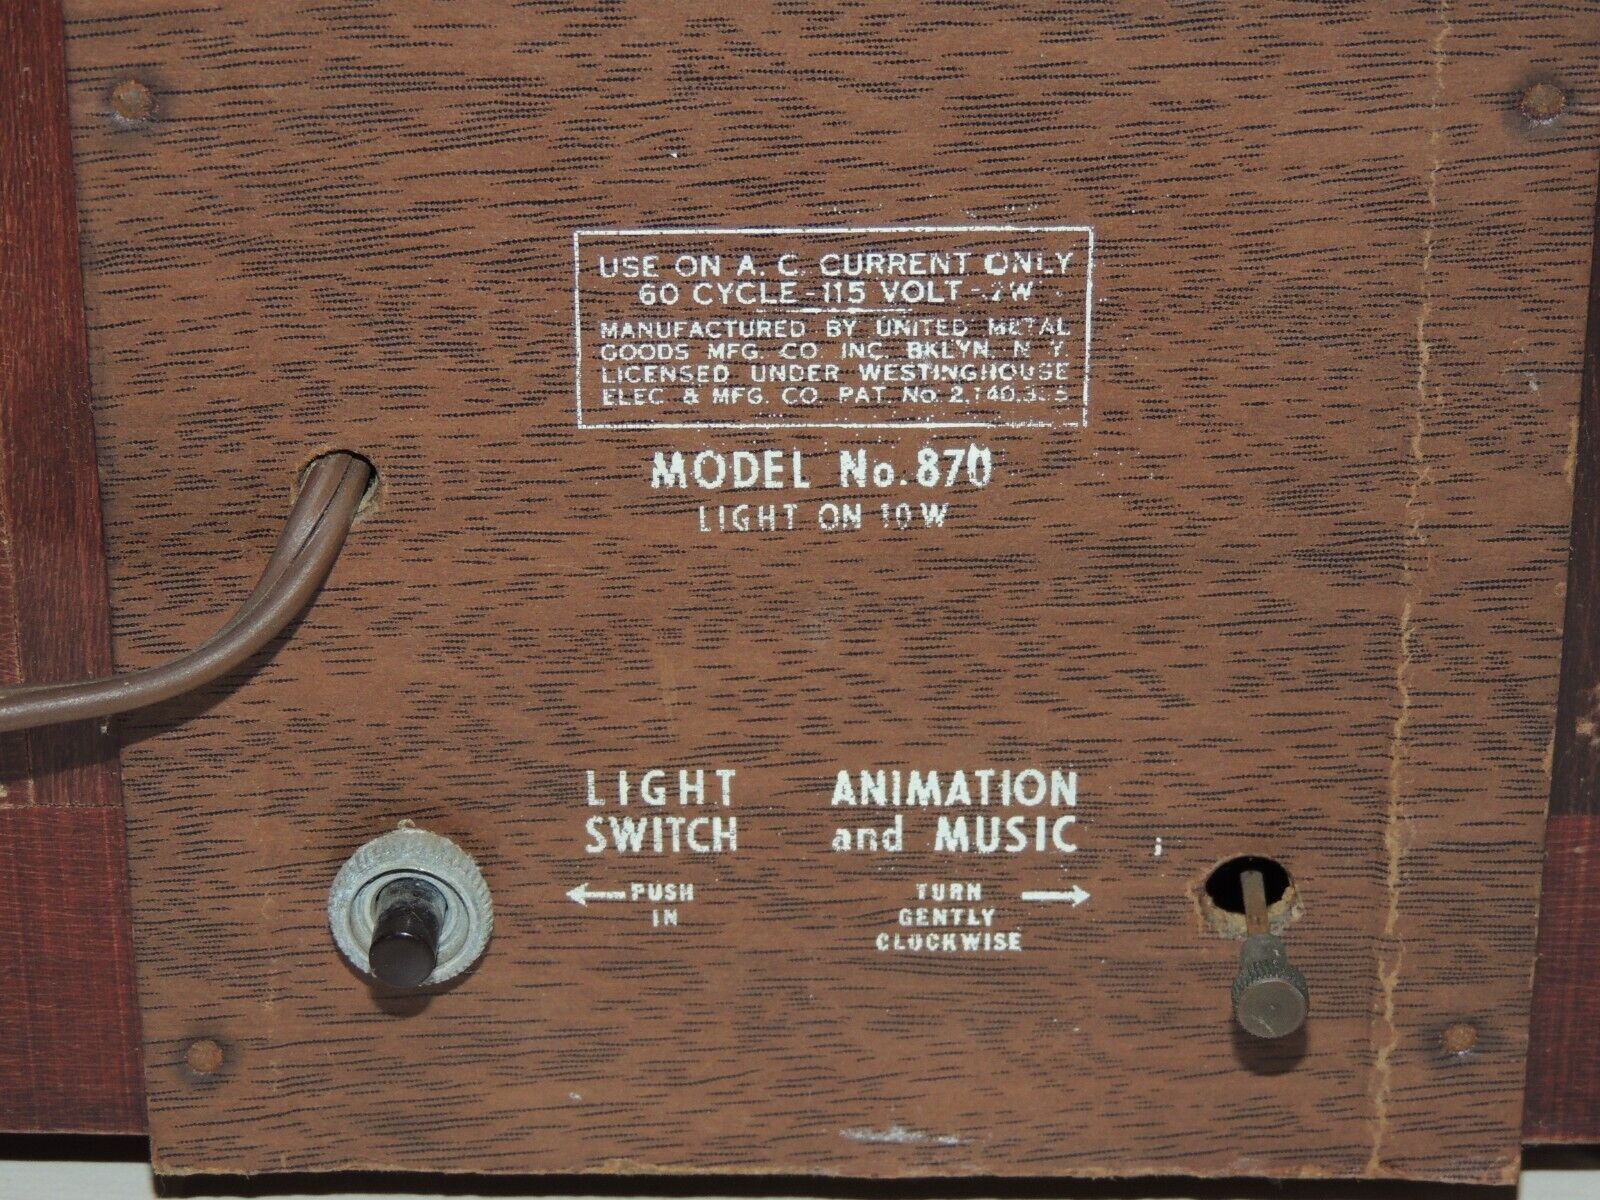 USE ON A. C. CURRENT ONLY
60 CYCLE - 115 VOLT -
MANUFACTURED BY UNITED METAL
GOODS MFG. CO. INC. BKLYN. N. Y.
LICENSED UNDER WESTINGHOUSE
ELEC & MFG. CO. PAT. No.
MODEL No. 870
LIGHT ON 10 W
LIGHT
SWITCH
← PUSH
IN
ANIMATION
and MUSIC
TURN →
GENTLY
CLOCKWISE